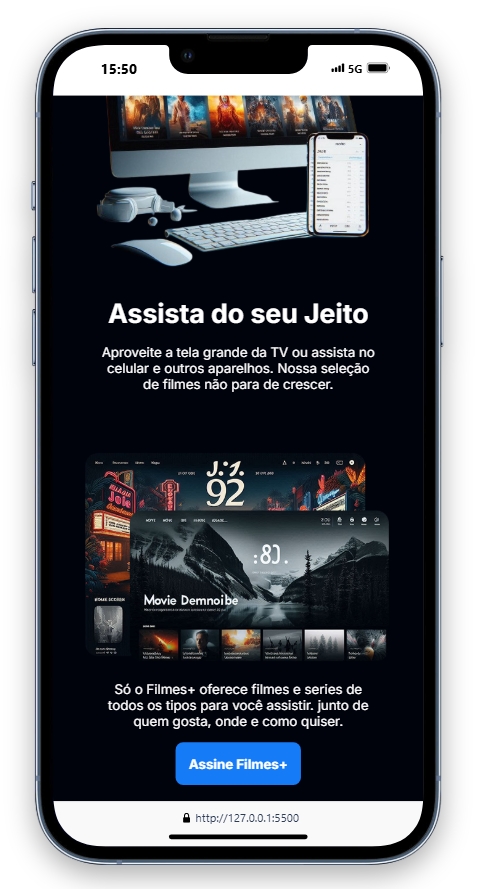 15:50
5G
Assista do seu Jeito
Aproveite a tela grande da TV ou assista no
celular e outros aparelhos. Nossa seleção
de filmes não para de crescer.
92
:80.
Movie Demnoibe
Só o Filmes+ oferece filmes e series de
todos os tipos para você assistir. junto de
quem gosta, onde e como quiser.
Assine Filmes+
http://127.0.0.1:5500